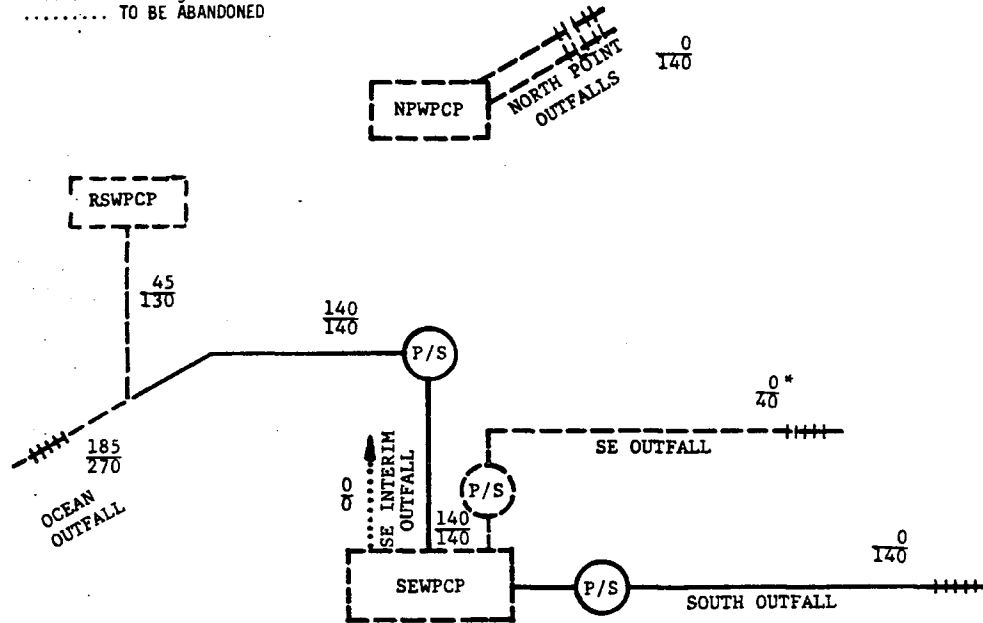 ......... TO BE ABANDONED
0
140
NORTH POINT
OUTFALLS
NPWPCP
RSWPCP
45
130
140
140
P/S
0 *
40
SE OUTFALL
185
270
OCEAN
OUTFALL
0
0
SE INTERIM
OUTFALL
140
140
P/S
0
140
SEWPCP
P/S
SOUTH OUTFALL